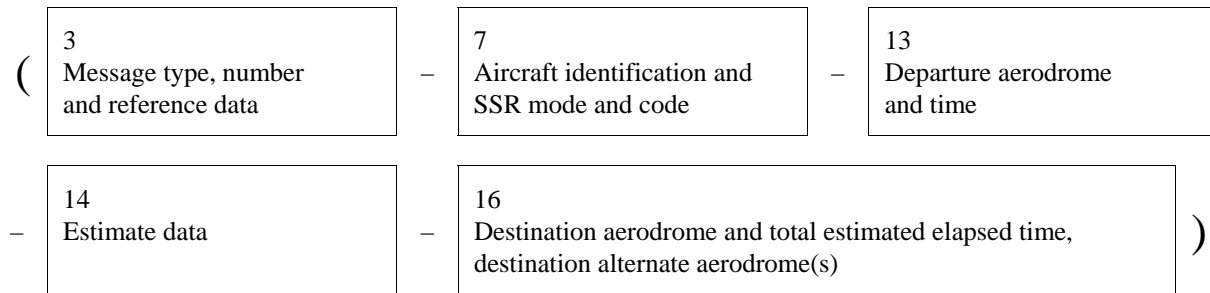 ( 3
Message type, number
and reference data
– 7
Aircraft identification and
SSR mode and code
– 13
Departure aerodrome
and time
– 14
Estimate data
– 16
Destination aerodrome and total estimated elapsed time,
destination alternate aerodrome(s)
)